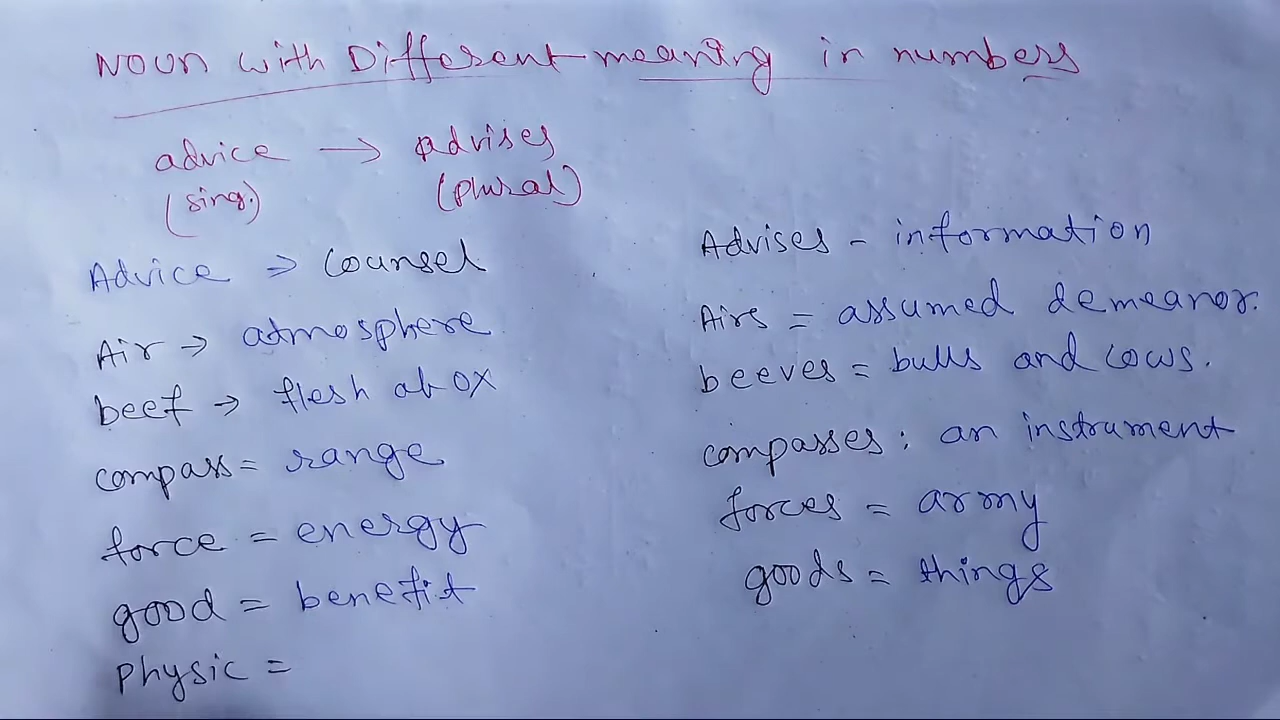 Noun with Different meaning in numbers
advice → advises
(sing.) (plural)
Advice ⇒ Counsel Advises - information
Air → atmosphere Airs = assumed demeanor.
beef → flesh of ox beeves = bulls and cows.
compass = range compasses: an instrument
force = energy forces = army
good = benefit goods = things
Physic =